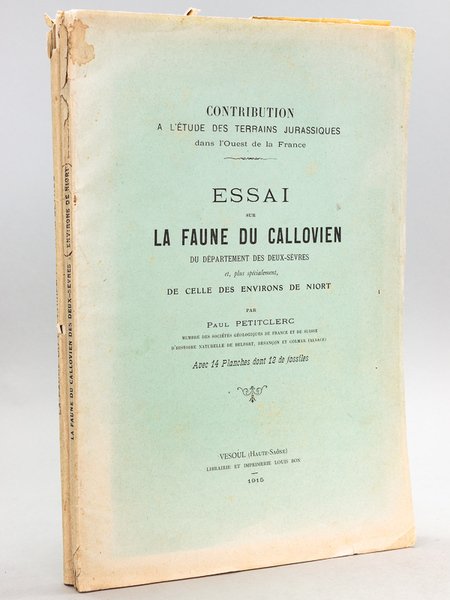 CONTRIBUTION
A L'ÉTUDE DES TERRAINS JURASSIQUES
dans l'Ouest de la France
ESSAI
SUR
LA FAUNE DU CALLOVIEN
DU DÉPARTEMENT DES DEUX-SÈVRES
et, plus spécialement,
DE CELLE DES ENVIRONS DE NIORT
PAR
PAUL PETITCLERC
MEMBRE DES SOCIÉTÉS GÉOLOGIQUES DE FRANCE ET DE SUISSE
D'HISTOIRE NATURELLE DE BELFORT, BESANÇON ET COLMAR (ALSACE)
Avec 14 Planches dont 12 de fossiles
VESOUL (HAUTE-SAÔNE)
LIBRAIRIE ET IMPRIMERIE LOUIS BON
1915
LA FAUNE DU CALLOVIEN DES DEUX-SÈVRES (ENVIRONS DE NIORT)